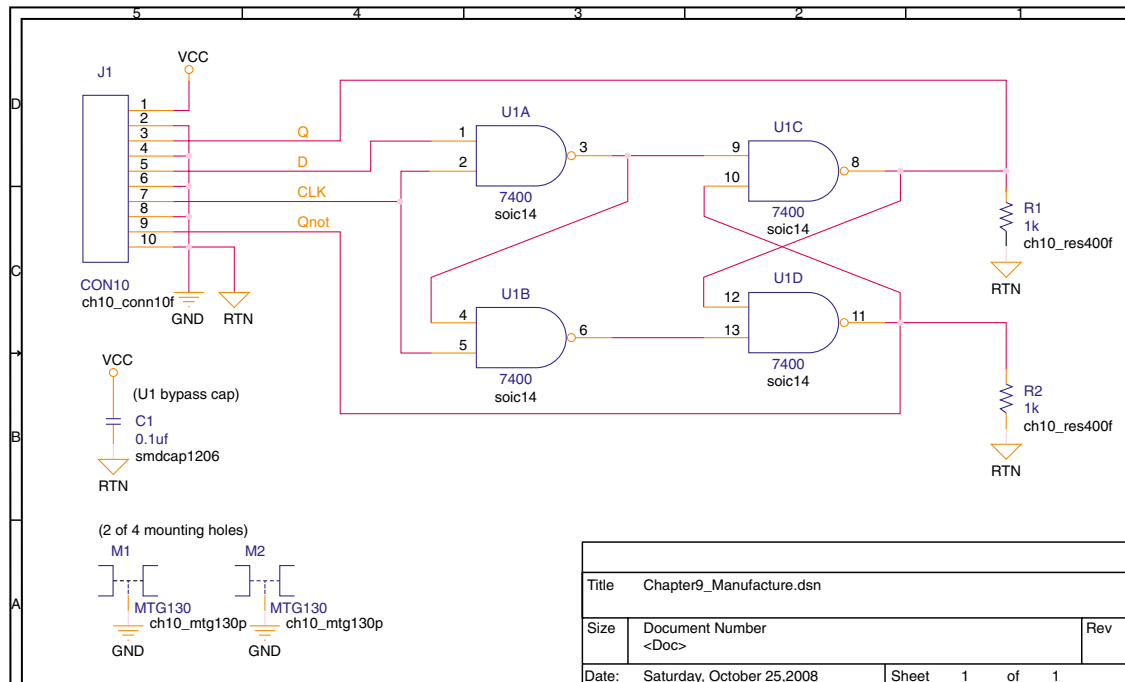 5 4 3 2 1
D
C
B
A
J1
VCC
1
2
3
4
5
6
7
8
9
10
CON10
ch10_conn10f
GND
RTN
Q
D
CLK
Qnot
U1A
1
2
3
7400
soic14
U1B
4
5
6
7400
soic14
U1C
9
10
8
7400
soic14
U1D
12
13
11
7400
soic14
R1
1k
ch10_res400f
RTN
R2
1k
ch10_res400f
RTN
VCC
(U1 bypass cap)
C1
0.1uf
smdcap1206
RTN
(2 of 4 mounting holes)
M1
MTG130
ch10_mtg130p
GND
M2
MTG130
ch10_mtg130p
GND
Title Chapter9_Manufacture.dsn
Size Document Number Rev
<Doc>
Date: Saturday, October 25,2008 Sheet 1 of 1